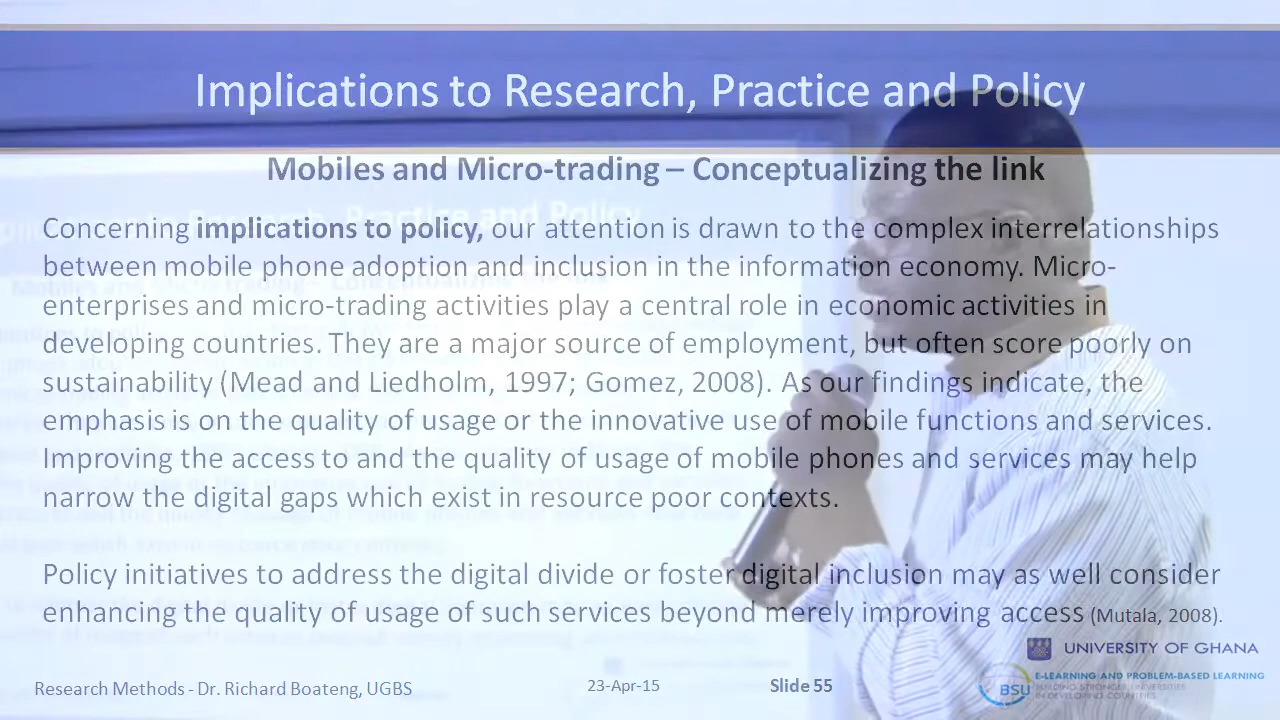 Implications to Research, Practice and Policy
Mobiles and Micro-trading – Conceptualizing the link
Concerning implications to policy, our attention is drawn to the complex interrelationships
between mobile phone adoption and inclusion in the information economy. Micro-
enterprises and micro-trading activities play a central role in economic activities in
developing countries. They are a major source of employment, but often score poorly on
sustainability (Mead and Liedholm, 1997; Gomez, 2008). As our findings indicate, the
emphasis is on the quality of usage or the innovative use of mobile functions and services.
Improving the access to and the quality of usage of mobile phones and services may help
narrow the digital gaps which exist in resource poor contexts.
Policy initiatives to address the digital divide or foster digital inclusion may as well consider
enhancing the quality of usage of such services beyond merely improving access (Mutala, 2008).
UNIVERSITY OF GHANA
E-LEARNING AND PROBLEM-BASED LEARNING
BUILDING STRONGER UNIVERSITIES
IN DEVELOPING COUNTRIES
BSU
Research Methods - Dr. Richard Boateng, UGBS
23-Apr-15
Slide 55